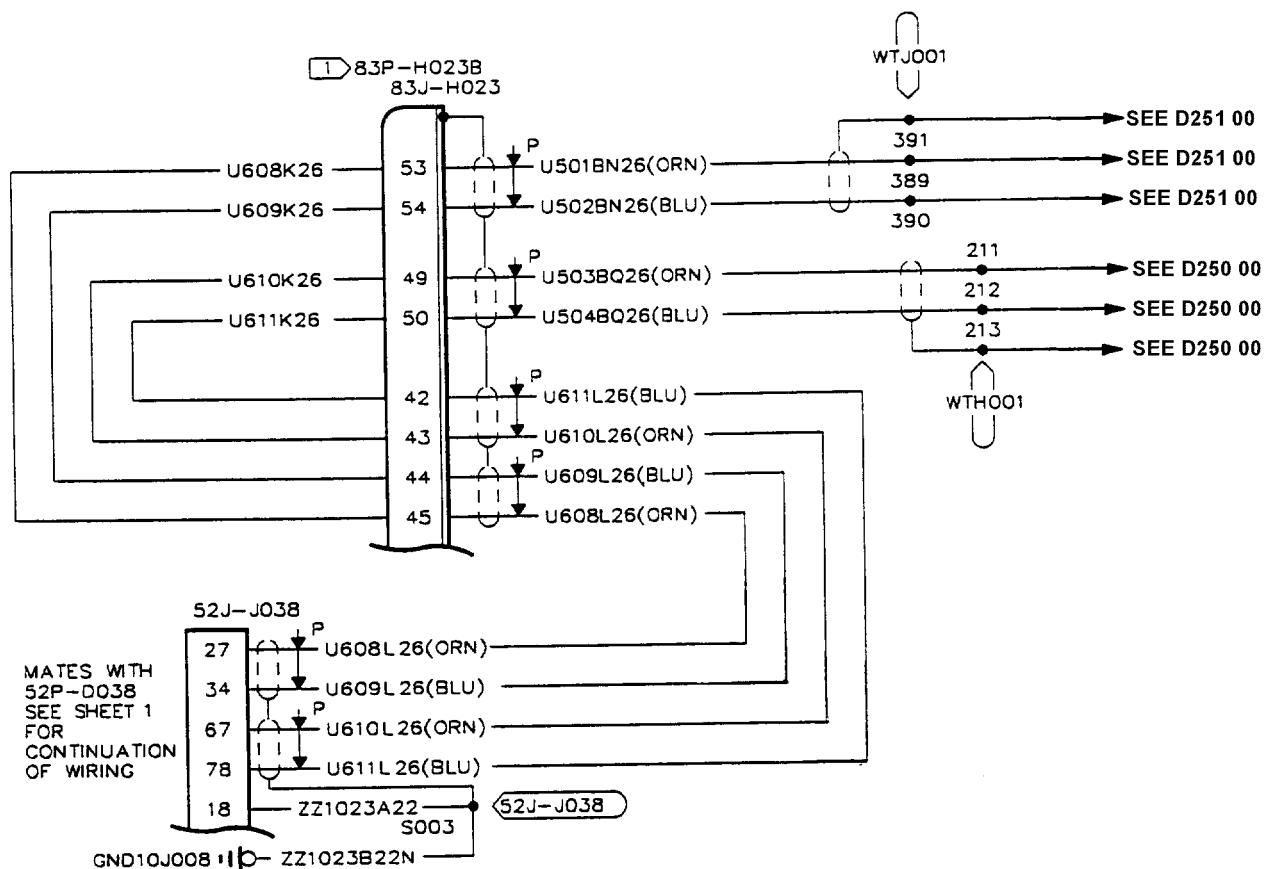 WTJ001
1 83P-H023B
83J-H023
SEE D251 00
391
P
U608K26 53 U501BN26(ORN) SEE D251 00
389
U609K26 54 U502BN26(BLU) SEE D251 00
390
P 211
U610K26 49 U503BQ26(ORN) SEE D250 00
212
U611K26 50 U504BQ26(BLU) SEE D250 00
213
SEE D250 00
P
42 U611L26(BLU)
WTH001
43 U610L26(ORN)
P
44 U609L26(BLU)
45 U608L26(ORN)
52J-J038
P
27 U608L26(ORN)
MATES WITH
52P-D038
SEE SHEET 1
FOR
CONTINUATION
OF WIRING
34 U609L26(BLU)
P
67 U610L26(ORN)
78 U611L26(BLU)
18 ZZ1023A22 52J-J038
S003
GND10J008 ZZ1023B22N